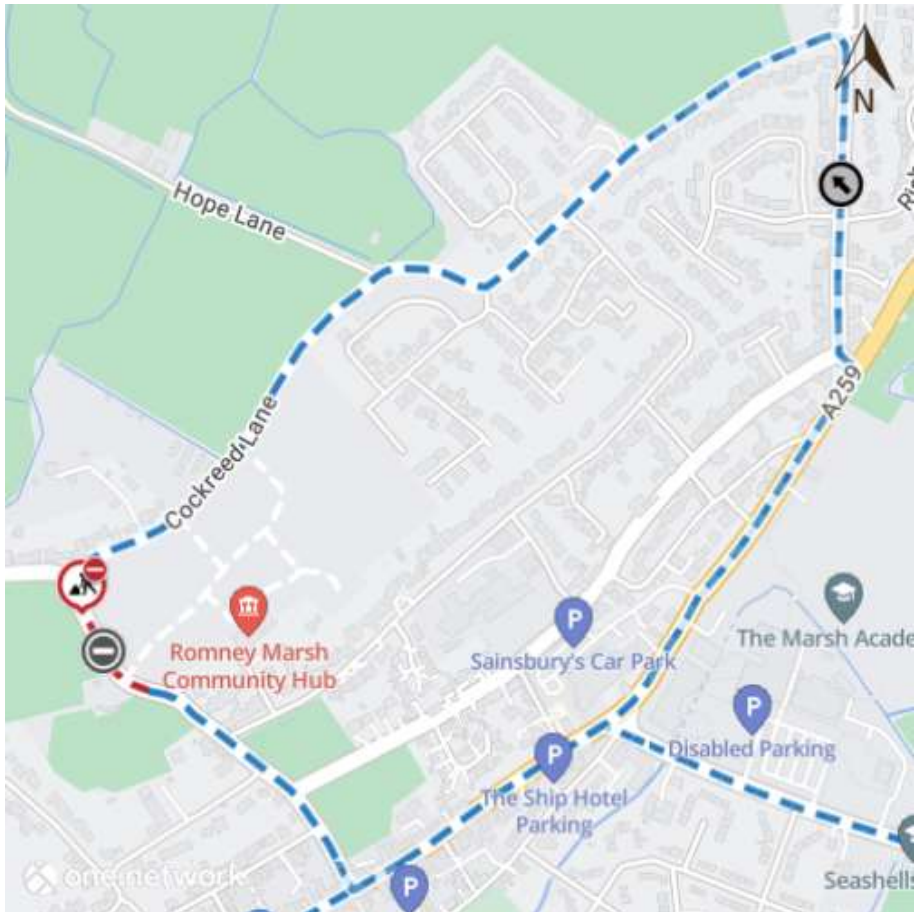 N
Hope Lane
A259
Cockreed Lane
Romney Marsh
Community Hub
P
Sainsbury's Car Park
The Marsh Acade
P
Disabled Parking
P
The Ship Hotel
Parking
one.network
P
Seashells